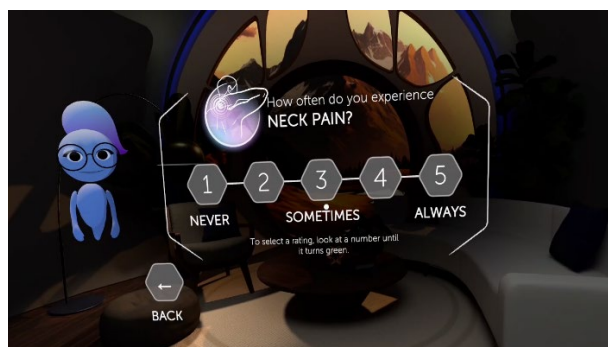 How often do you experience
NECK PAIN?
1 2 3 4 5
NEVER SOMETIMES ALWAYS
To select a rating, look at a number until
it turns green.
←
BACK